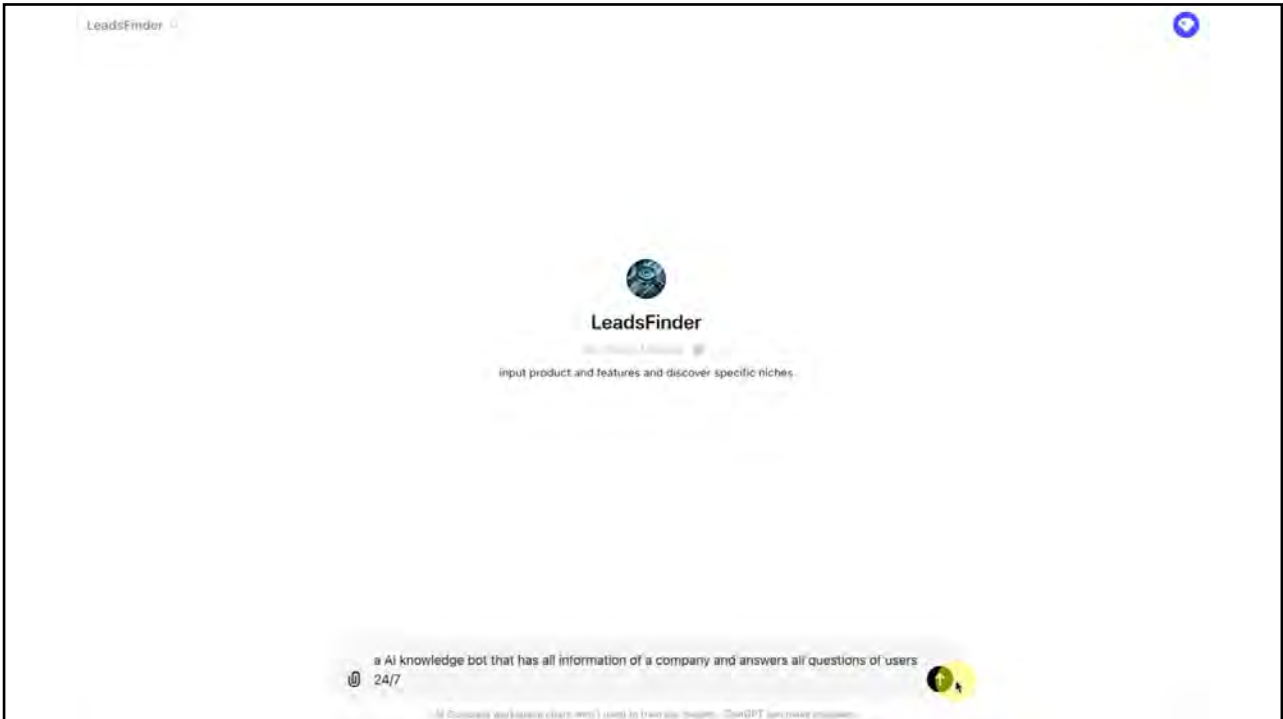 LeadsFinder
LeadsFinder
input product and features and discover specific niches
a Ai knowledge bot that has all information of a company and answers all questions of users
24/7